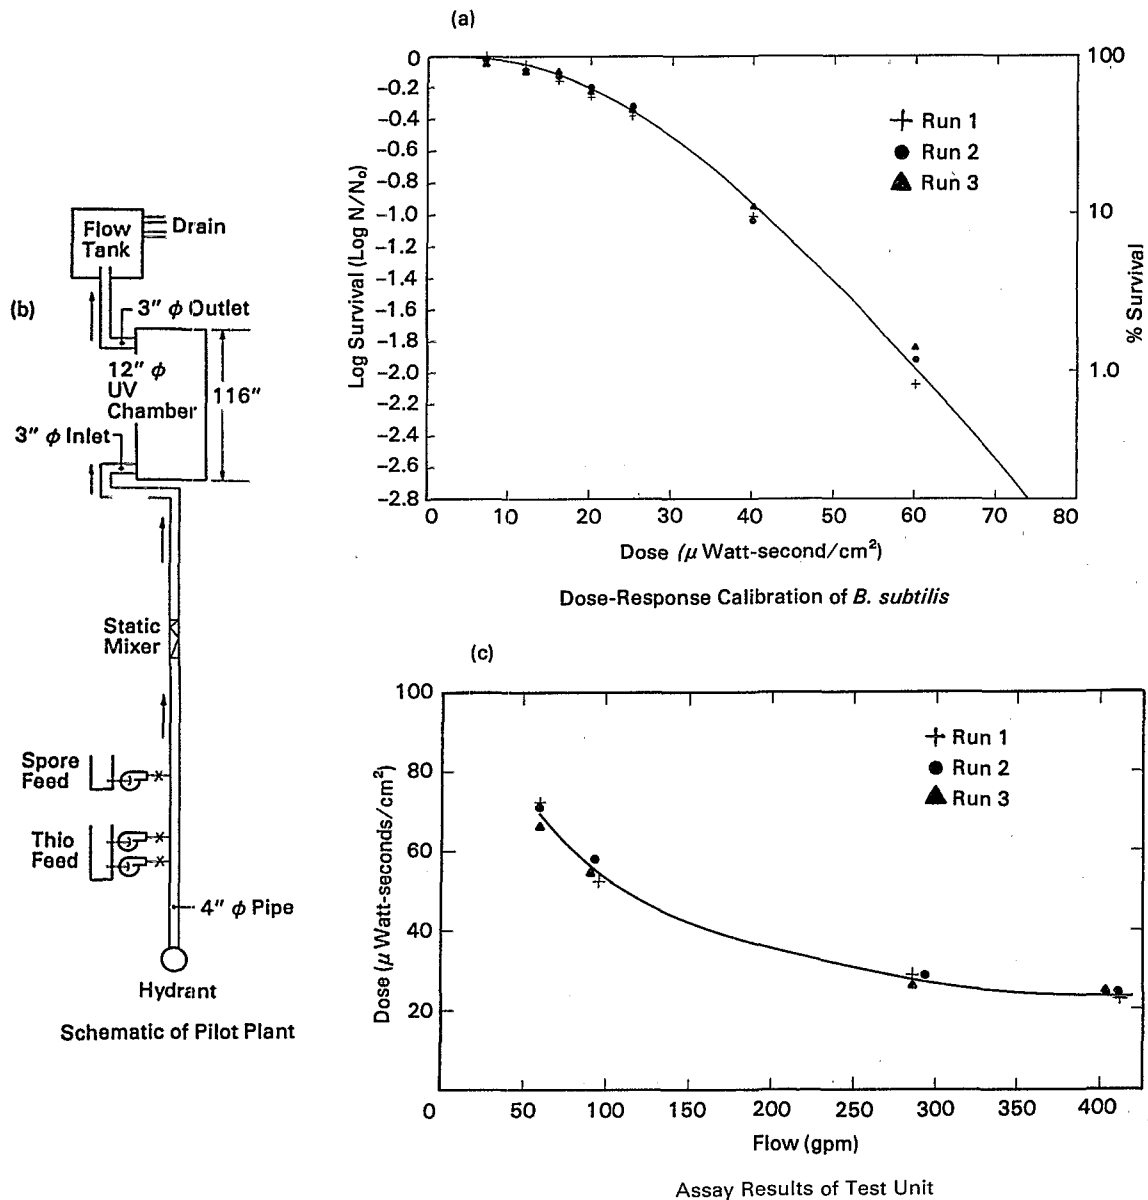 (a)
0
-0.2
-0.4
-0.6
-0.8
-1.0
-1.2
-1.4
-1.6
-1.8
-2.0
-2.2
-2.4
-2.6
-2.8
Log Survival (Log N/N₀)
100
10
1.0
% Survival
+ Run 1
● Run 2
▲ Run 3
0 10 20 30 40 50 60 70 80
Dose (μ Watt-second/cm²)
Dose-Response Calibration of B. subtilis
(b)
Flow
Tank
Drain
3" ϕ Outlet
12" ϕ
UV
Chamber
116"
3" ϕ Inlet
Static
Mixer
Spore
Feed
Thio
Feed
4" ϕ Pipe
Hydrant
Schematic of Pilot Plant
(c)
100
80
60
40
20
Dose (μ Watt-seconds/cm²)
+ Run 1
● Run 2
▲ Run 3
0 50 100 150 200 250 300 350 400
Flow (gpm)
Assay Results of Test Unit